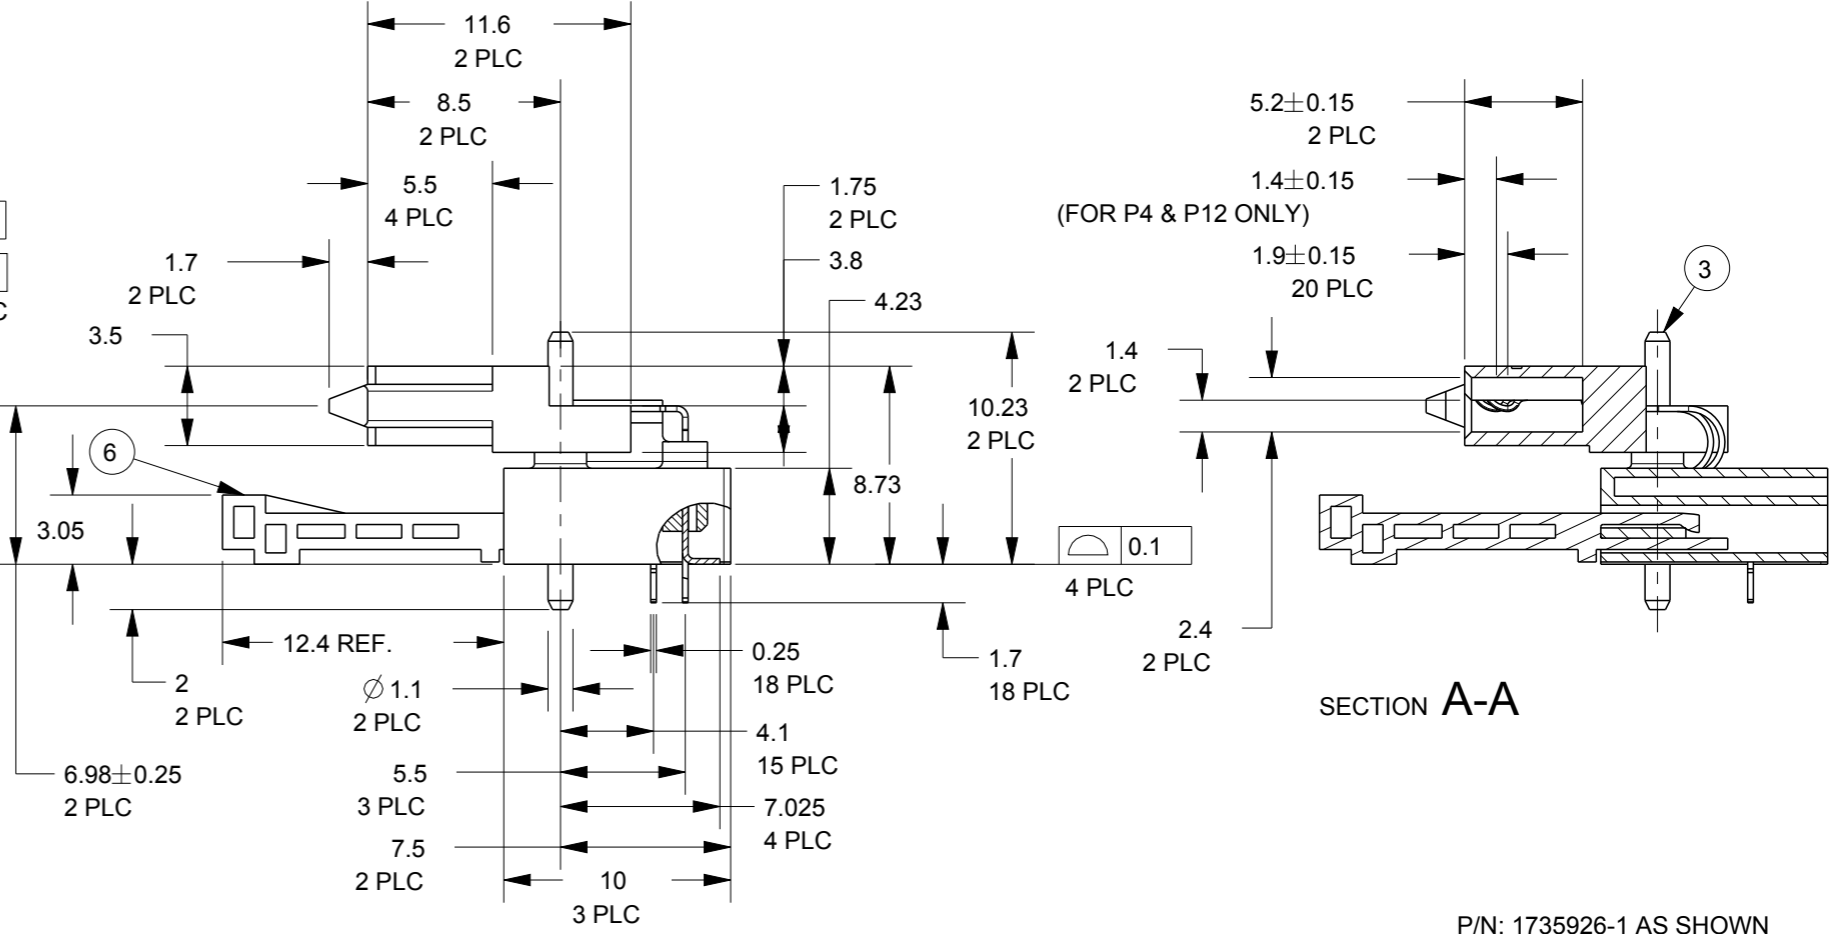 11.6
2 PLC
8.5
2 PLC
5.5
4 PLC
1.7
2 PLC
3.5
1.75
2 PLC
3.8
4.23
10.23
2 PLC
8.73
6
3.05
12.4 REF.
2
2 PLC
⌀ 1.1
2 PLC
6.98±0.25
2 PLC
0.25
18 PLC
4.1
15 PLC
5.5
3 PLC
7.025
4 PLC
7.5
2 PLC
10
3 PLC
1.7
18 PLC
⌓ 0.1
4 PLC
5.2±0.15
2 PLC
1.4±0.15
(FOR P4 & P12 ONLY)
1.9±0.15
20 PLC
3
1.4
2 PLC
2.4
2 PLC
SECTION A-A
P/N: 1735926-1 AS SHOWN